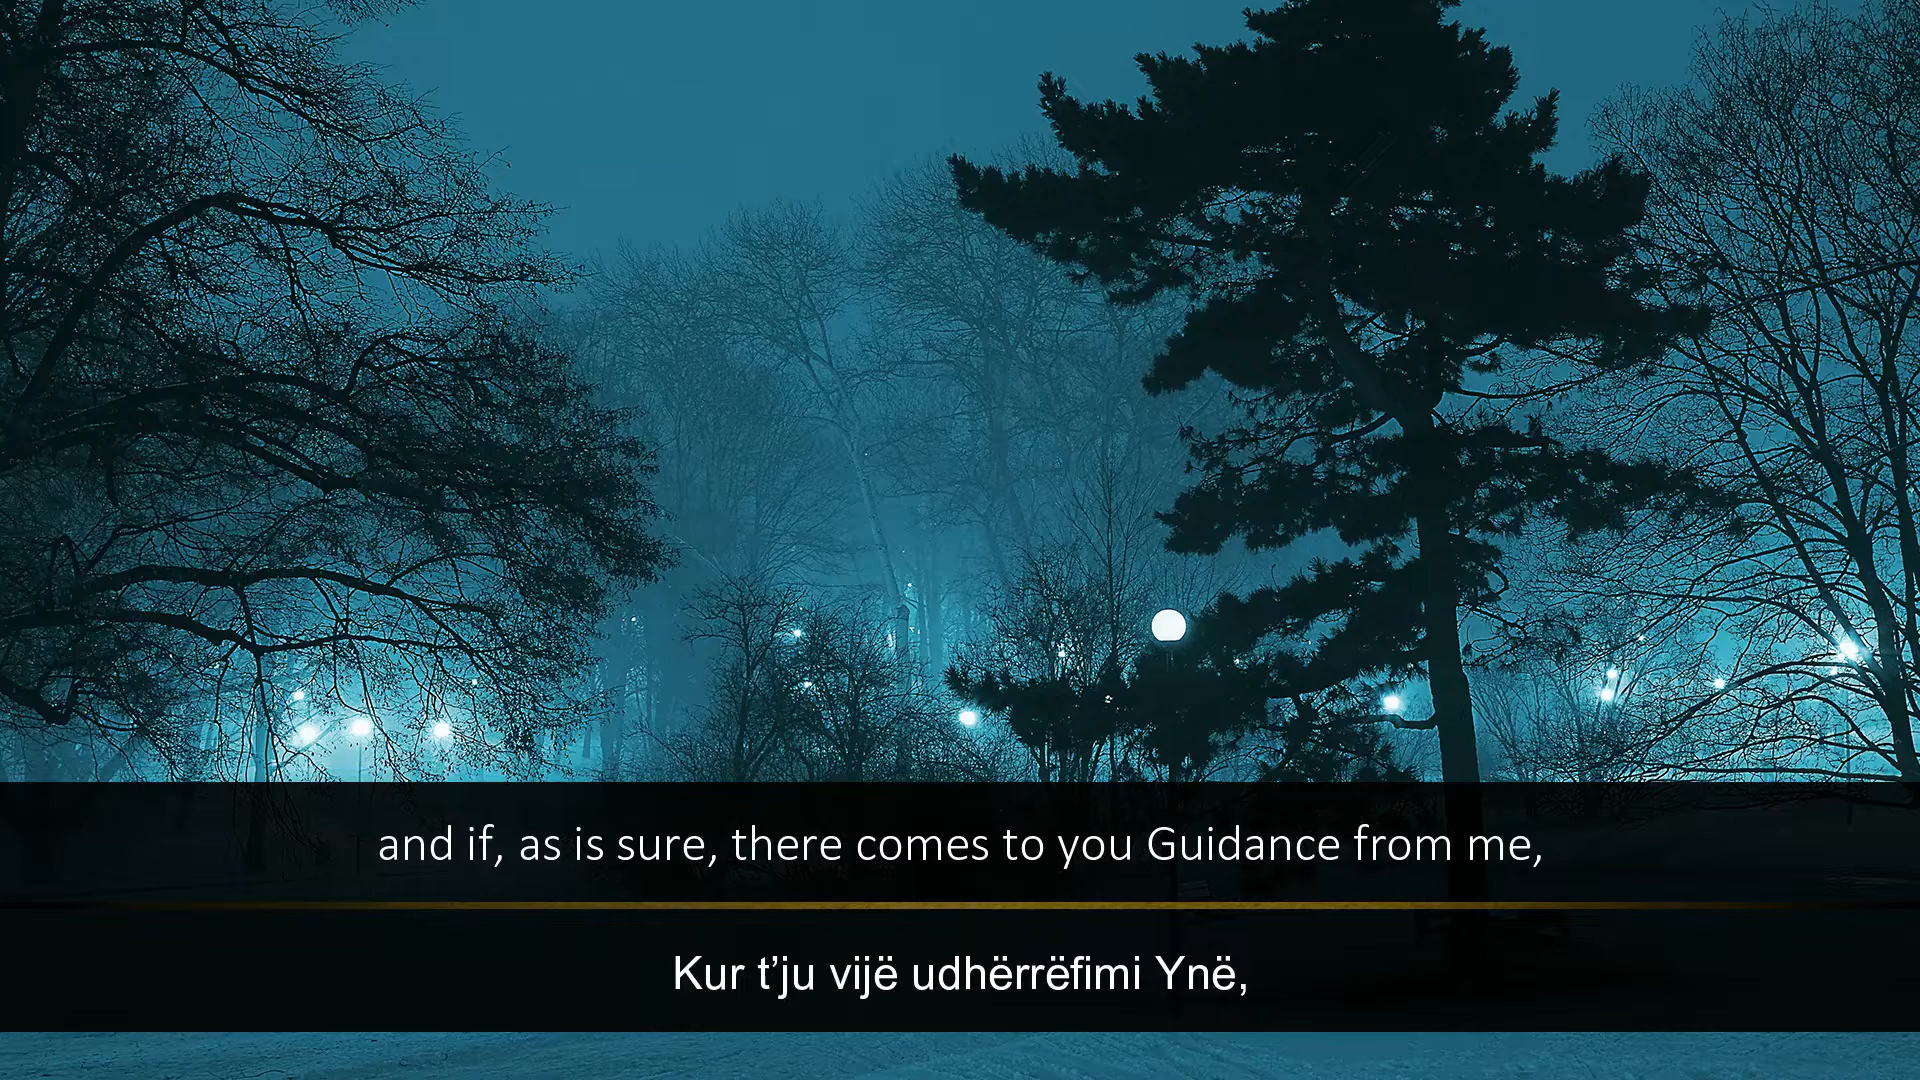 and if, as is sure, there comes to you Guidance from me,
Kur t’ju vijë udhërrëfimi Ynë,